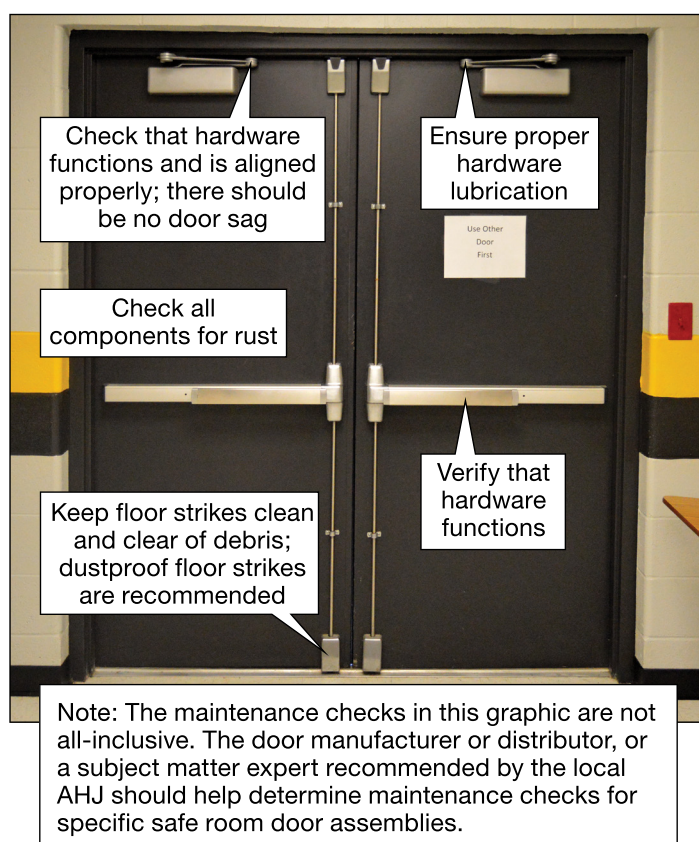 Check that hardware
functions and is aligned
properly; there should
be no door sag
Ensure proper
hardware
lubrication
Use Other
Door
First
Check all
components for rust
Verify that
hardware
functions
Keep floor strikes clean
and clear of debris;
dustproof floor strikes
are recommended
Note: The maintenance checks in this graphic are not
all-inclusive. The door manufacturer or distributor, or
a subject matter expert recommended by the local
AHJ should help determine maintenance checks for
specific safe room door assemblies.